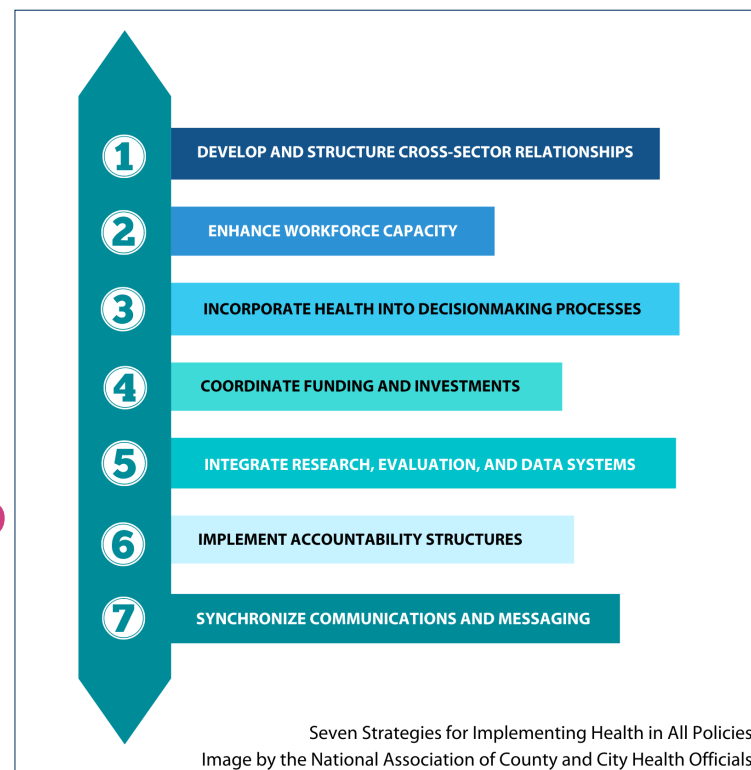 1 DEVELOP AND STRUCTURE CROSS-SECTOR RELATIONSHIPS
2 ENHANCE WORKFORCE CAPACITY
3 INCORPORATE HEALTH INTO DECISIONMAKING PROCESSES
4 COORDINATE FUNDING AND INVESTMENTS
5 INTEGRATE RESEARCH, EVALUATION, AND DATA SYSTEMS
6 IMPLEMENT ACCOUNTABILITY STRUCTURES
7 SYNCHRONIZE COMMUNICATIONS AND MESSAGING
Seven Strategies for Implementing Health in All Policies
Image by the National Association of County and City Health Officials